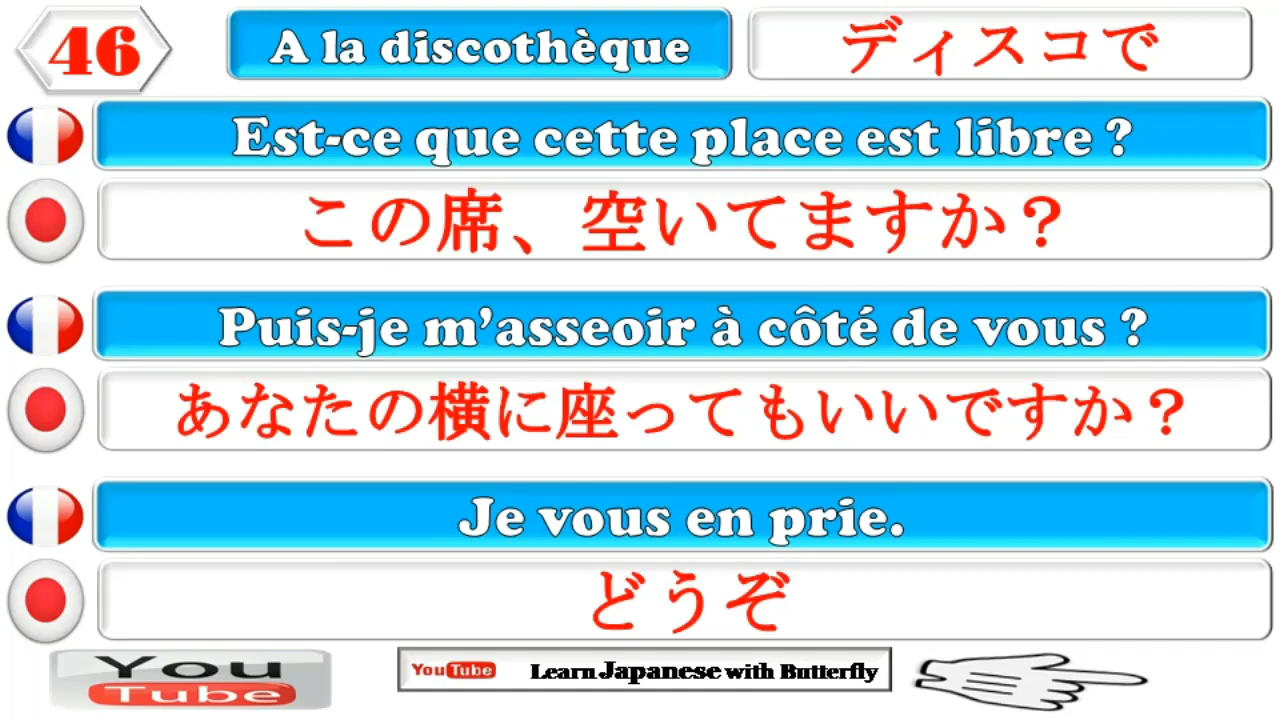 46
A la discothèque
ディスコで
Est-ce que cette place est libre ?
この席、空いてますか？
Puis-je m’asseoir à côté de vous ?
あなたの横に座ってもいいですか？
Je vous en prie.
どうぞ
You
Tube
YouTube Learn Japanese with Butterfly